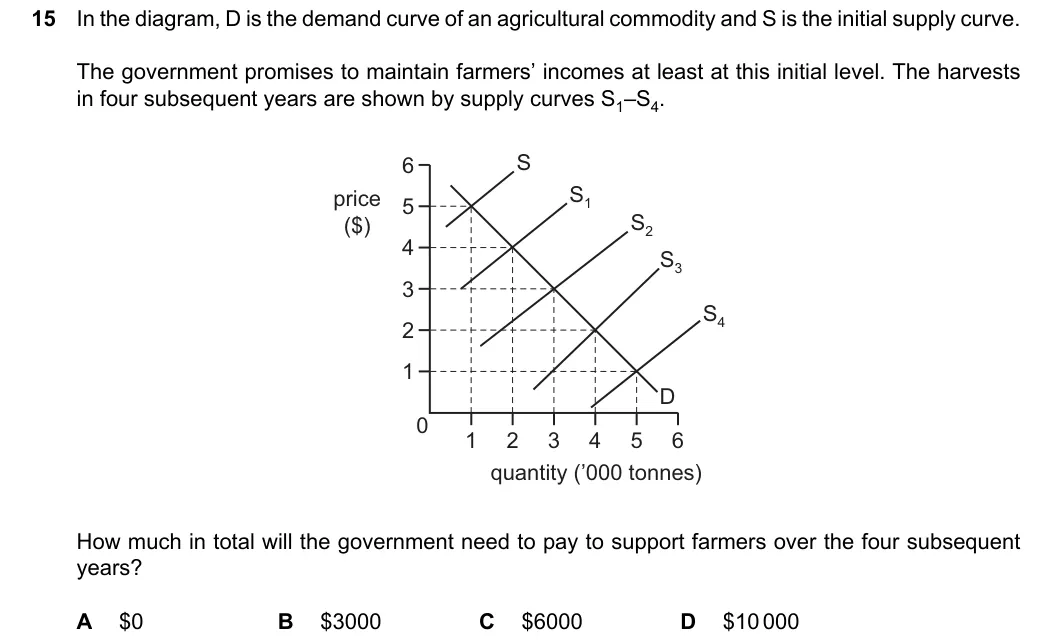 15 In the diagram, D is the demand curve of an agricultural commodity and S is the initial supply curve.
The government promises to maintain farmers’ incomes at least at this initial level. The harvests
in four subsequent years are shown by supply curves S₁–S₄.
6
S
price
($)
5
S₁
4
S₂
3
S₃
2
S₄
1
D
0
1 2 3 4 5 6
quantity (’000 tonnes)
How much in total will the government need to pay to support farmers over the four subsequent
years?
A $0 B $3000 C $6000 D $10 000